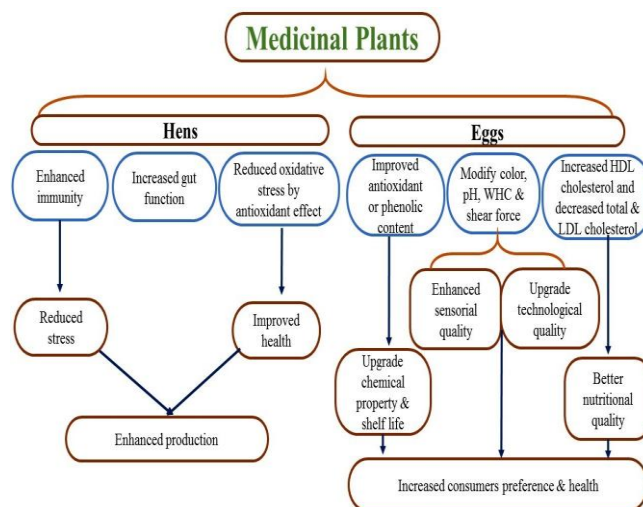 Medicinal Plants
Hens
Eggs
Enhanced
immunity
Increased gut
function
Reduced oxidative
stress by
antioxidant effect
Improved
antioxidant
or phenolic
content
Modify color,
pH, WHC &
shear force
Increased HDL
cholesterol and
decreased total &
LDL cholesterol
Reduced
stress
Improved
health
Enhanced
sensorial
quality
Upgrade
technological
quality
Upgrade
chemical
property &
shelf life
Better
nutritional
quality
Enhanced production
Increased consumers preference & health